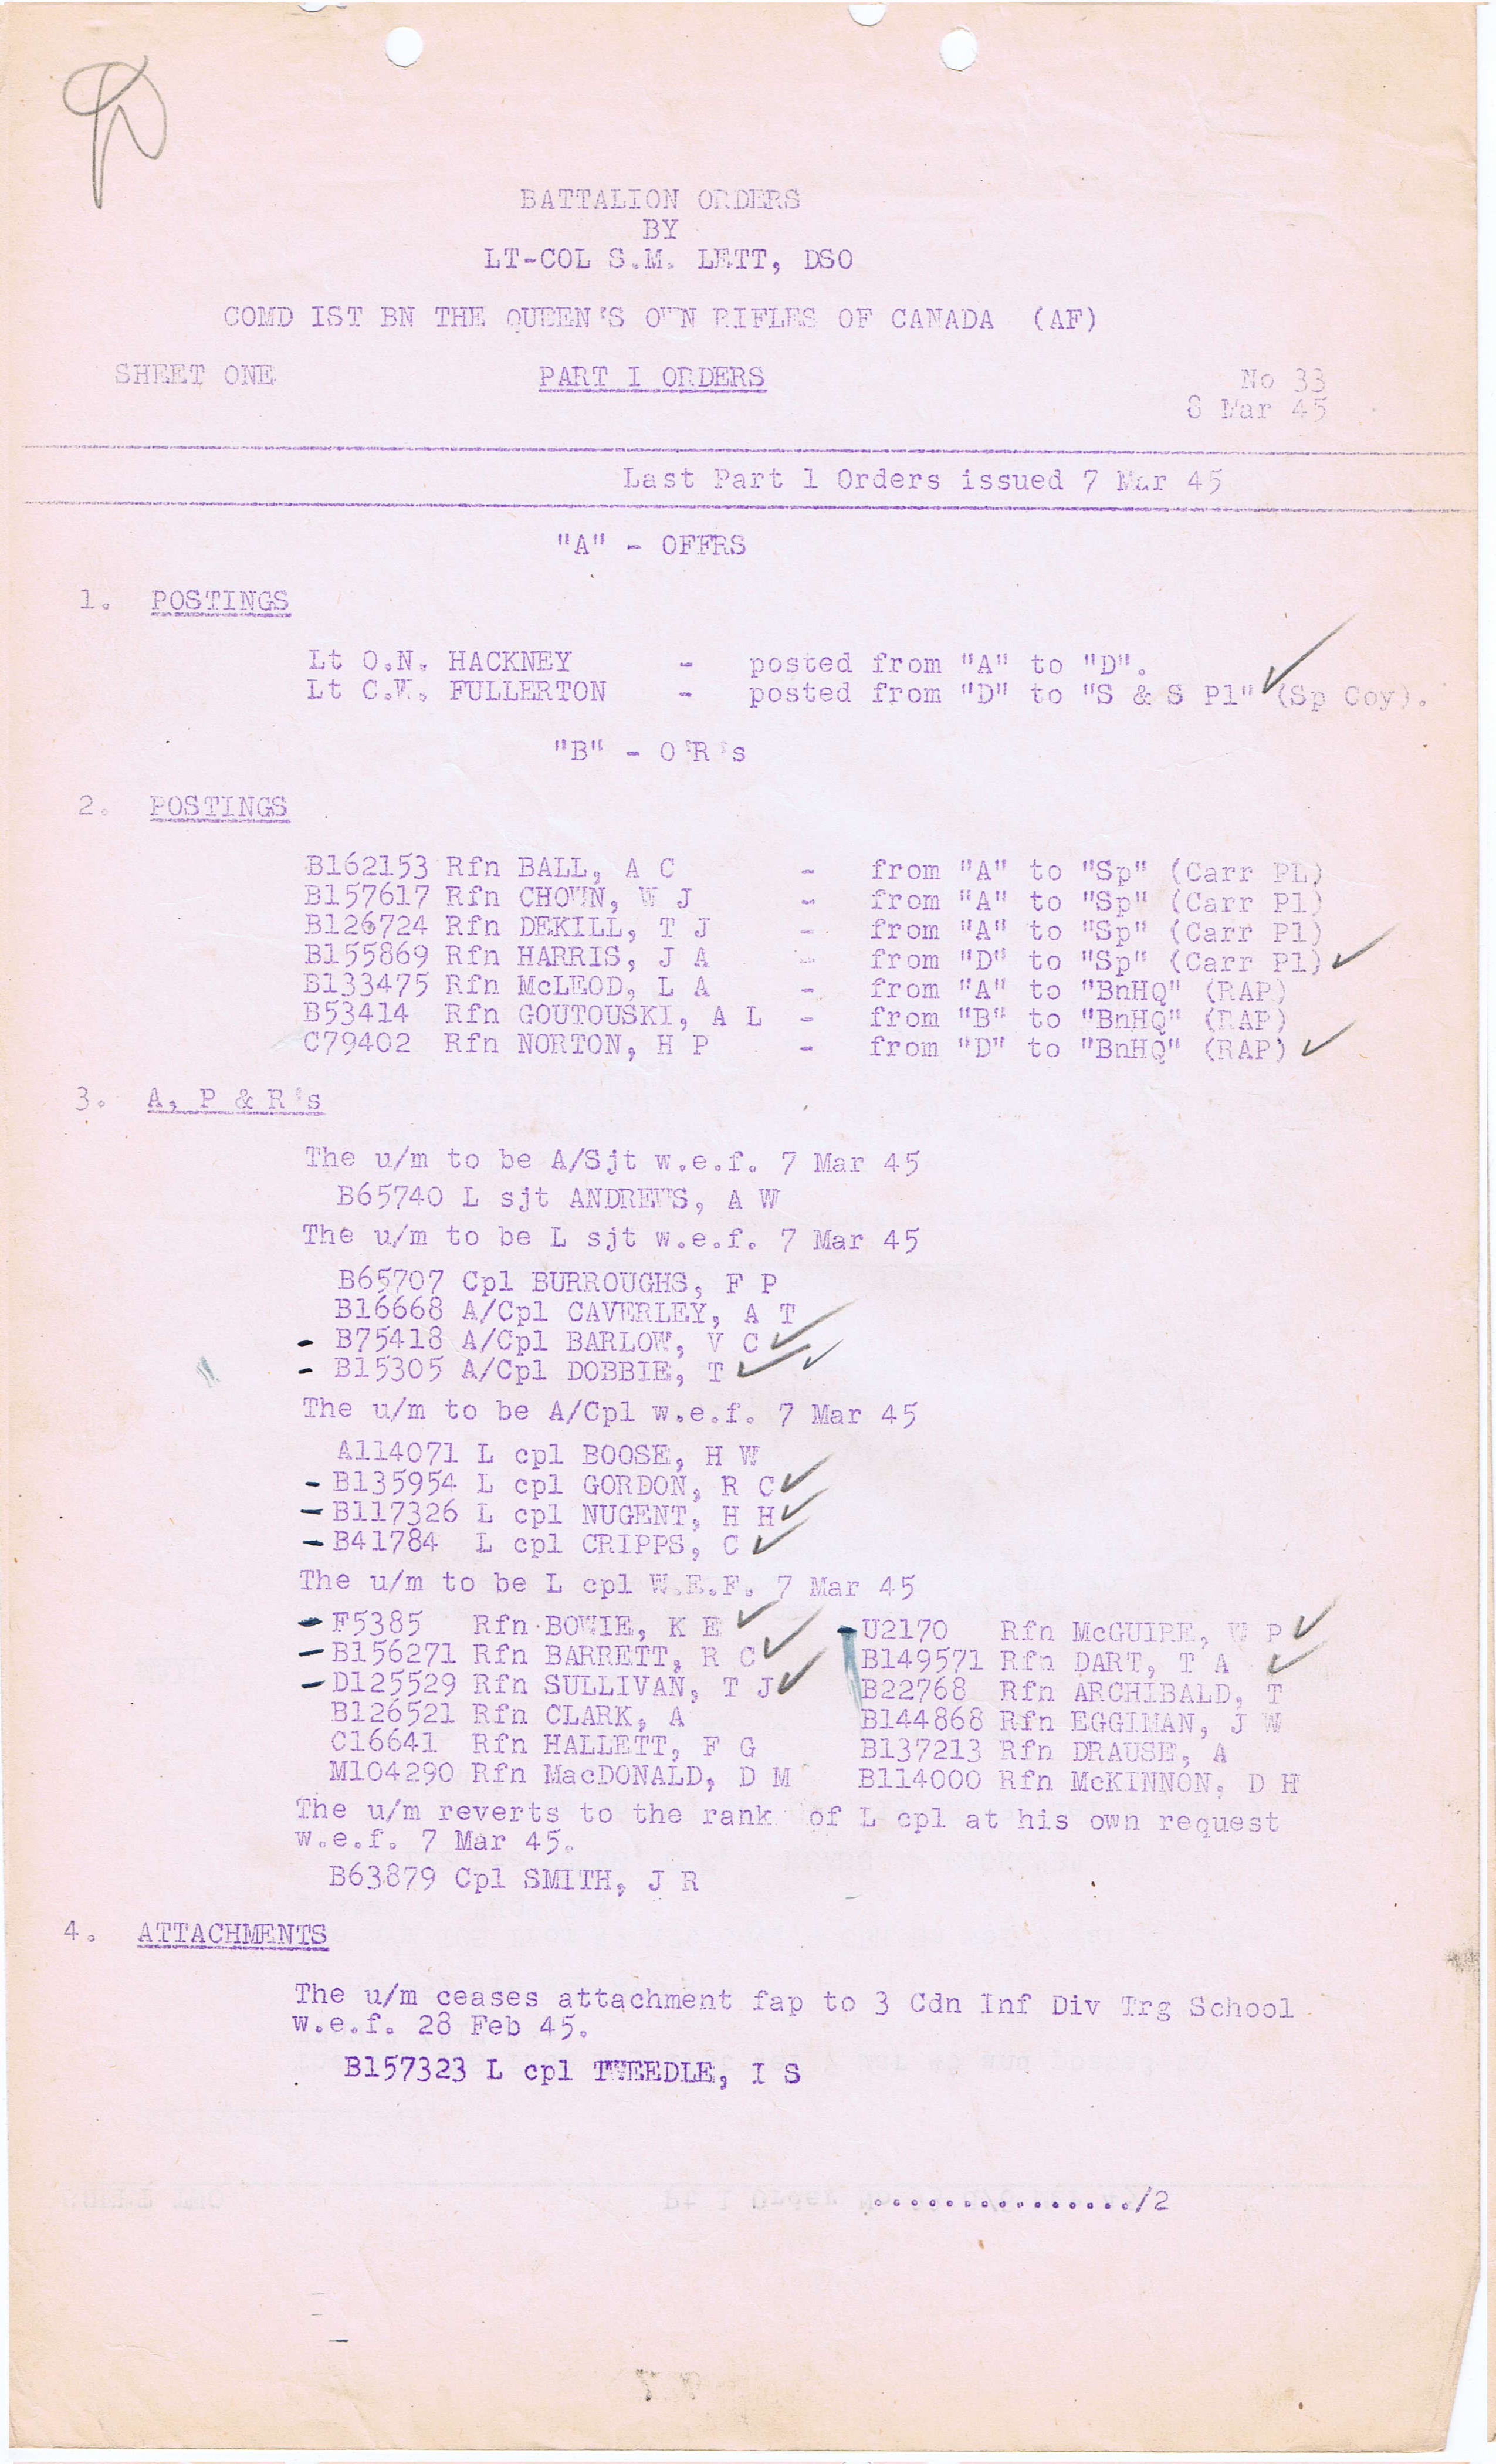 BATTALION ORDERS
BY
LT-COL S.M. LETT, DSO
COMD IST BN THE QUEEN'S OWN RIFLES OF CANADA (AF)
SHEET ONE PART I ORDERS No 33
8 Mar 45
Last Part 1 Orders issued 7 Mar 45
"A" - OFFRS
1. POSTINGS
Lt O.N. HACKNEY - posted from "A" to "D".
Lt C.W. FULLERTON - posted from "D" to "S & S Pl" (Sp Coy).
"B" - O'R's
2. POSTINGS
B162153 Rfn BALL, A C - from "A" to "Sp" (Carr PL)
B157617 Rfn CHOWN, W J - from "A" to "Sp" (Carr Pl)
B126724 Rfn DEKILL, T J - from "A" to "Sp" (Carr Pl)
B155869 Rfn HARRIS, J A - from "D" to "Sp" (Carr Pl)
B133475 Rfn McLEOD, L A - from "A" to "BnHQ" (RAP)
B53414 Rfn GOUTOUSKI, A L - from "B" to "BnHQ" (RAP)
C79402 Rfn NORTON, H P - from "D" to "BnHQ" (RAP)
3. A, P & R's
The u/m to be A/Sjt w.e.f. 7 Mar 45
B65740 L sjt ANDREWS, A W
The u/m to be L sjt w.e.f. 7 Mar 45
B65707 Cpl BURROUGHS, F P
B16668 A/Cpl CAVERLEY, A T
- B75418 A/Cpl BARLOW, V C
- B15305 A/Cpl DOBBIE, T
The u/m to be A/Cpl w.e.f. 7 Mar 45
A114071 L cpl BOOSE, H W
- B135954 L cpl GORDON, R C
- B117326 L cpl NUGENT, H H
- B41784 L cpl CRIPPS, C
The u/m to be L cpl W.E.F. 7 Mar 45
- F5385 Rfn BOWIE, K E - U2170 Rfn McGUIRE, W P
- B156271 Rfn BARRETT, R C B149571 Rfn DART, T A
- D125529 Rfn SULLIVAN, T J B22768 Rfn ARCHIBALD, T
B126521 Rfn CLARK, A B144868 Rfn EGGIMAN, J W
C16641 Rfn HALLETT, F G B137213 Rfn DRAUSE, A
M104290 Rfn MacDONALD, D M B114000 Rfn McKINNON, D H
The u/m reverts to the rank of L cpl at his own request
w.e.f. 7 Mar 45.
B63879 Cpl SMITH, J R
4. ATTACHMENTS
The u/m ceases attachment fap to 3 Cdn Inf Div Trg School
w.e.f. 28 Feb 45.
B157323 L cpl TWEEDLE, I S
................/2